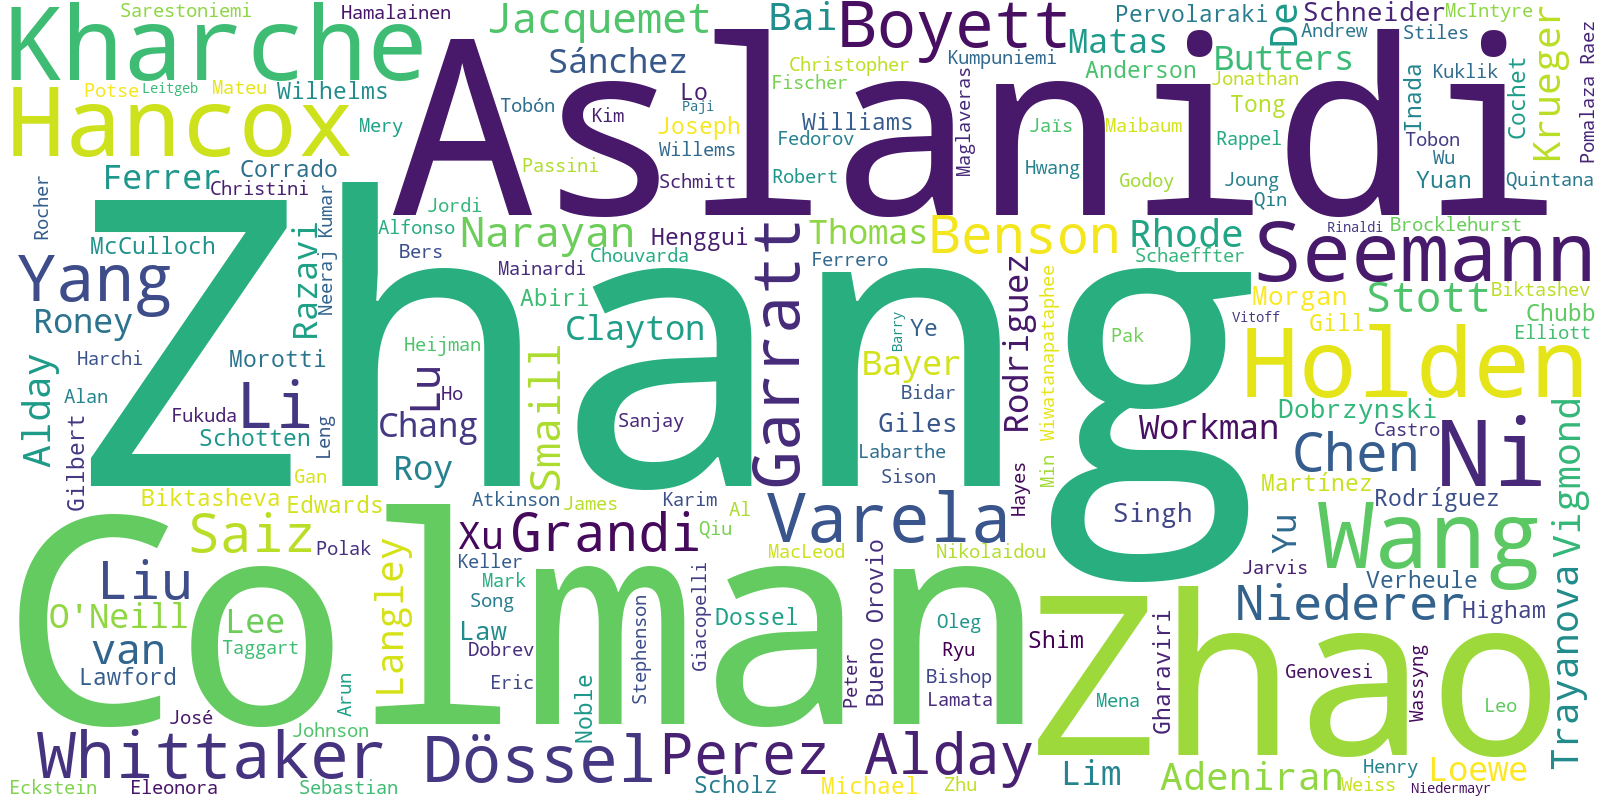 Sarestoniemi
Hamalainen
Kharche
Jacquemet
Bai
Boyett
Pervolaraki
De
Schneider
McIntyre
Andrew
Stiles
Sánchez
Christopher
Kumpuniemi
Matas
Anderson
Butters
Jonathan
Kuklik
Krueger
Pomalaza Raez
Potse
Leitgeb
Mateu
Wilhelms
Hancox
Mery
Tobón
Kim
Lo
Paji
Joseph
Fischer
Williams
Fedorov
Maglaveras
Aslanidi
Jaïs
Maibaum
Tong
Rappel
Inada
Tobon
Wu
Cochet
Corrado
Passini
Willems
Schmitt
Robert
Hwang
Godoy
Joung
Qin
Yuan
Quintana
Ferrer
Christini
Rocher
Jordi
Alfonso
Neeraj Kumar
Razavi
McCulloch
Bers
Narayan
Henggui
Chouvarda
Mainardi
Garratt
Thomas
Ferrero
Benson
Rhode
Schaeffter
Rinaldi
Brocklehurst
Seemann
Yang
Roney
Abiri
Clayton
Zhang
Rodriguez
Min Wiwatanapataphee
Morgan
Vitoff
Gill
Stott
Biktashev
Chubb
Elliott
Harchi
Morotti
Heijman
Barry
Ye
Bayer
Bidar
Pak
Holden
Alday
Alan
Li
Fukuda
Lu
Ho
Smaill
Sanjay
Giles
Workman
Dobrzynski
Castro
Gilbert
Schotten
Leng
Chang
Labarthe
Chen
Ni
Vigmond
Roy
Gan
Sison
Hayes
Martínez
Rodríguez
Biktasheva
Edwards
Atkinson
James
Karim
Al
Qiu
Varela
Singh
Saiz
Polak
Xu
Grandi
MacLeod
Nikolaidou
Yu
Wang
Liu
Colman
Langley
Keller
Mark
Song
Giacopelli
Bueno Orovio
Jarvis
Verheule
Trayanova
O'Neill
Lee
Taggart
Law
Dobrev
Stephenson
Dossel
Oleg
Niederer
Higham
van
Lawford
Ryu
Shim
Zhao
Genovesi
Arun
Eric
Noble
Peter
Bishop
Lamata
Mena
Gharaviri
Wassyng
Leo
José
Johnson
Whittaker
Dössel
Perez Alday
Lim
Adeniran
Henry
Weiss
Loewe
Eckstein
Eleonora
Sebastian
Scholz
Michael
Zhu
Niedermayr